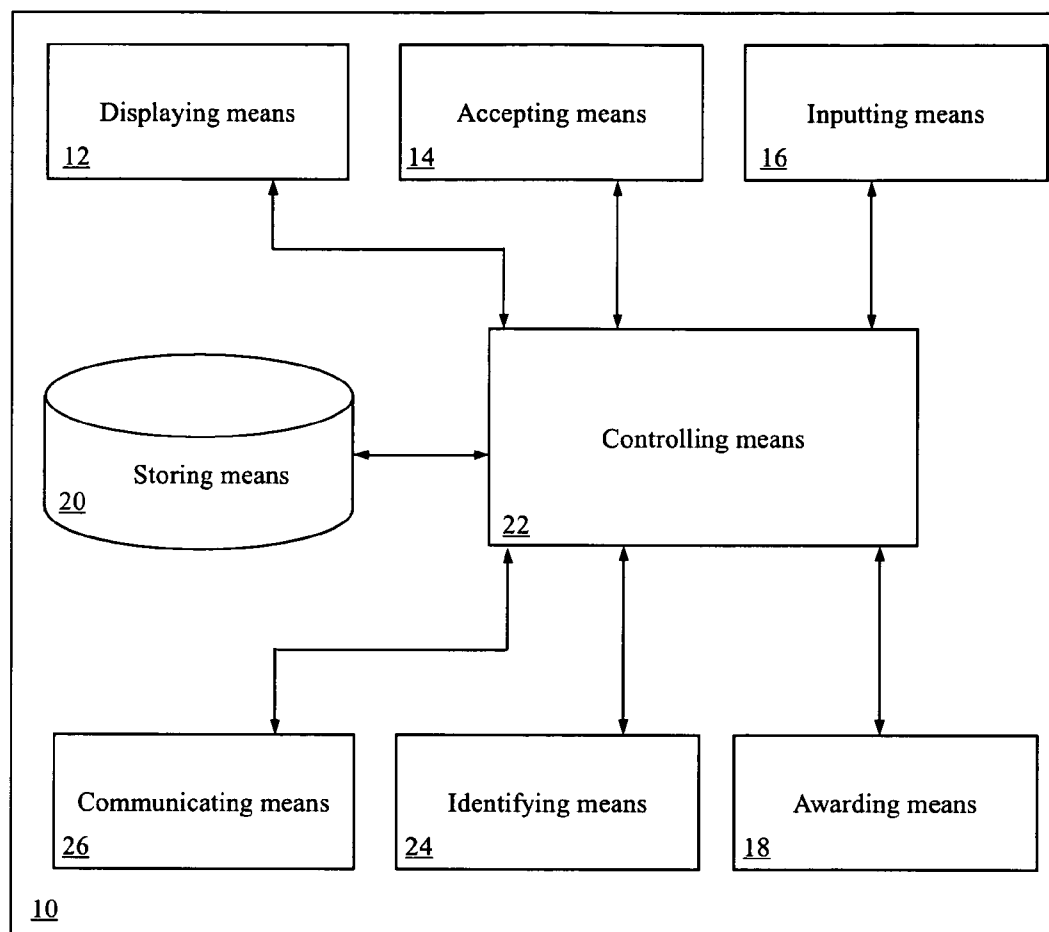 Displaying means
12
Accepting means
14
Inputting means
16
Storing means
20
Controlling means
22
Communicating means
26
Identifying means
24
Awarding means
18
10